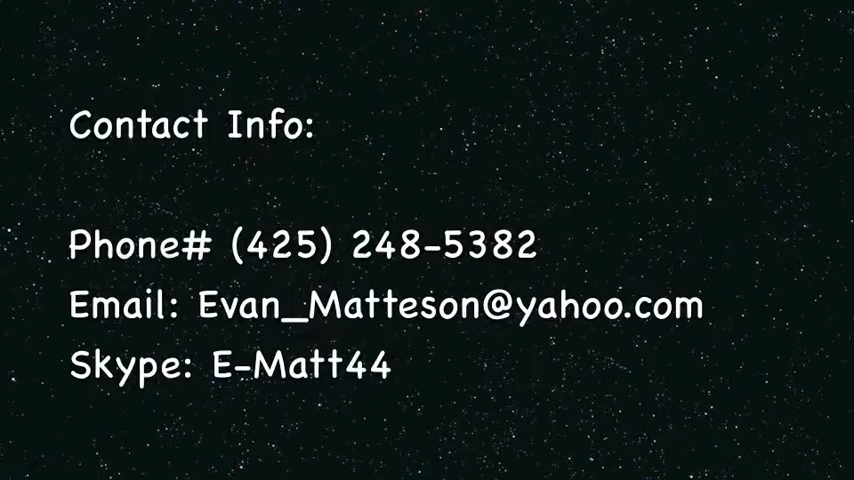 Contact Info:
Phone# (425) 248-5382
Email: Evan_Matteson@yahoo.com
Skype: E-Matt44